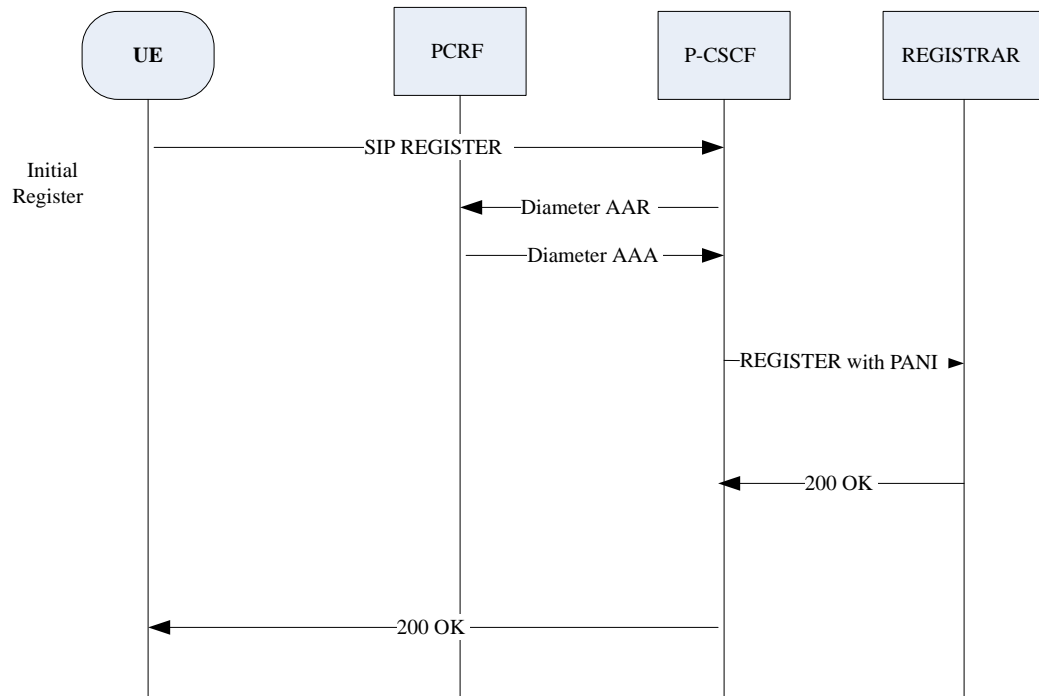 UE
PCRF
P-CSCF
REGISTRAR
SIP REGISTER
Initial
Register
Diameter AAR
Diameter AAA
REGISTER with PANI
200 OK
200 OK